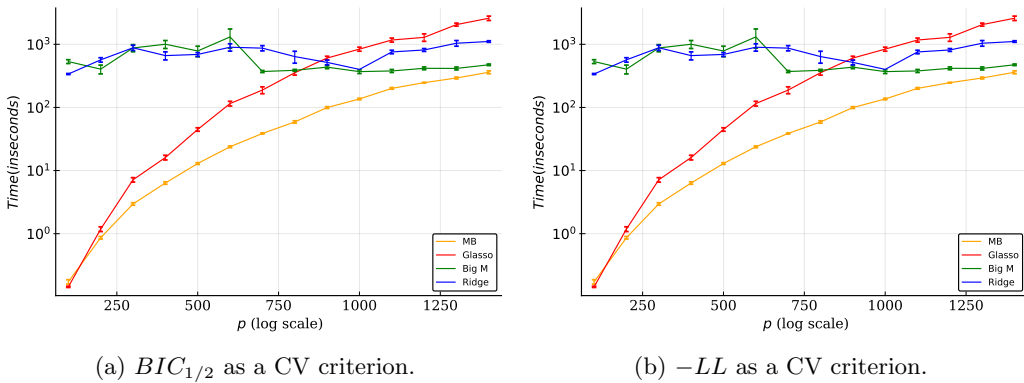 10³
10²
10¹
10⁰
Time(inseconds)
250 500 750 1000 1250
p (log scale)
MB
Glasso
Big M
Ridge
(a) BIC₁/₂ as a CV criterion.
10³
10²
10¹
10⁰
Time(inseconds)
250 500 750 1000 1250
p (log scale)
MB
Glasso
Big M
Ridge
(b) −LL as a CV criterion.